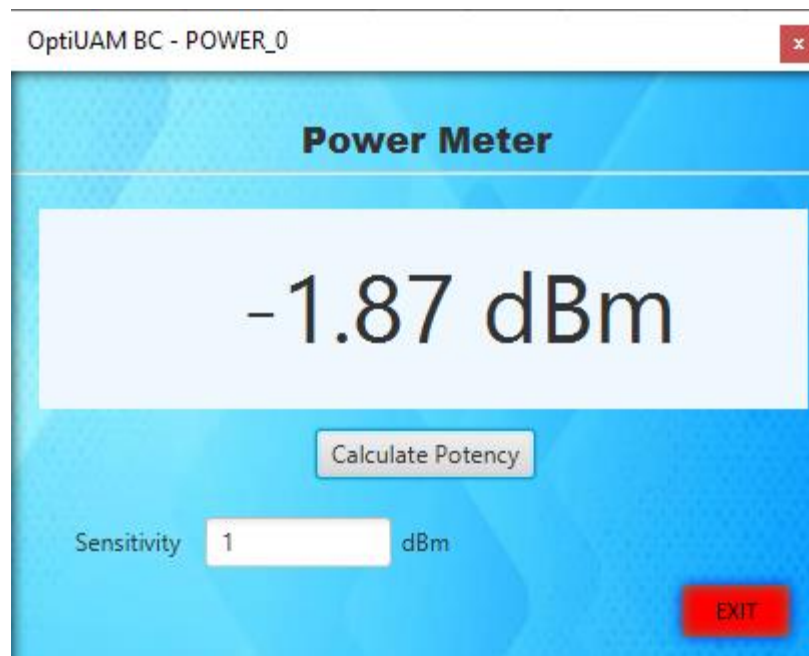 OptiUAM BC - POWER_0
x
Power Meter
-1.87 dBm
Calculate Potency
Sensitivity 1 dBm
EXIT